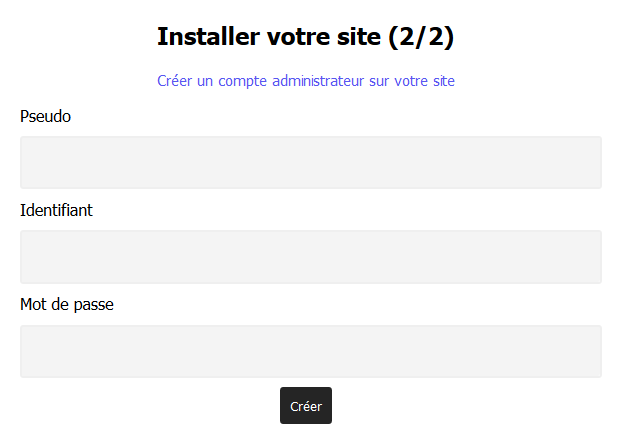 Installer votre site (2/2)
Créer un compte administrateur sur votre site
Pseudo
Identifiant
Mot de passe
Créer